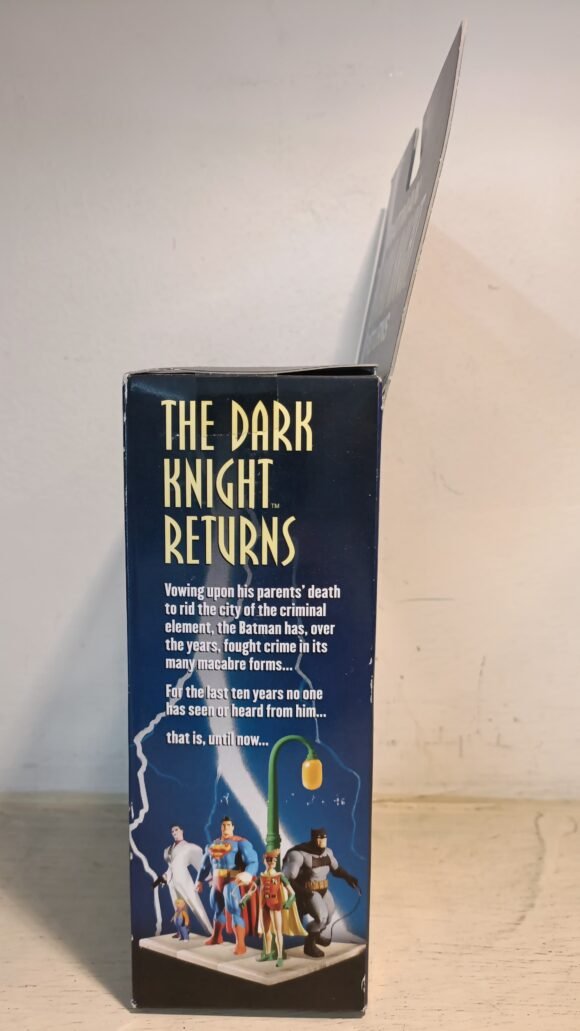 THE DARK
KNIGHT™
RETURNS
Vowing upon his parents' death
to rid the city of the criminal
element, the Batman has, over
the years, fought crime in its
many macabre forms...
For the last ten years no one
has seen or heard from him...
that is, until now...